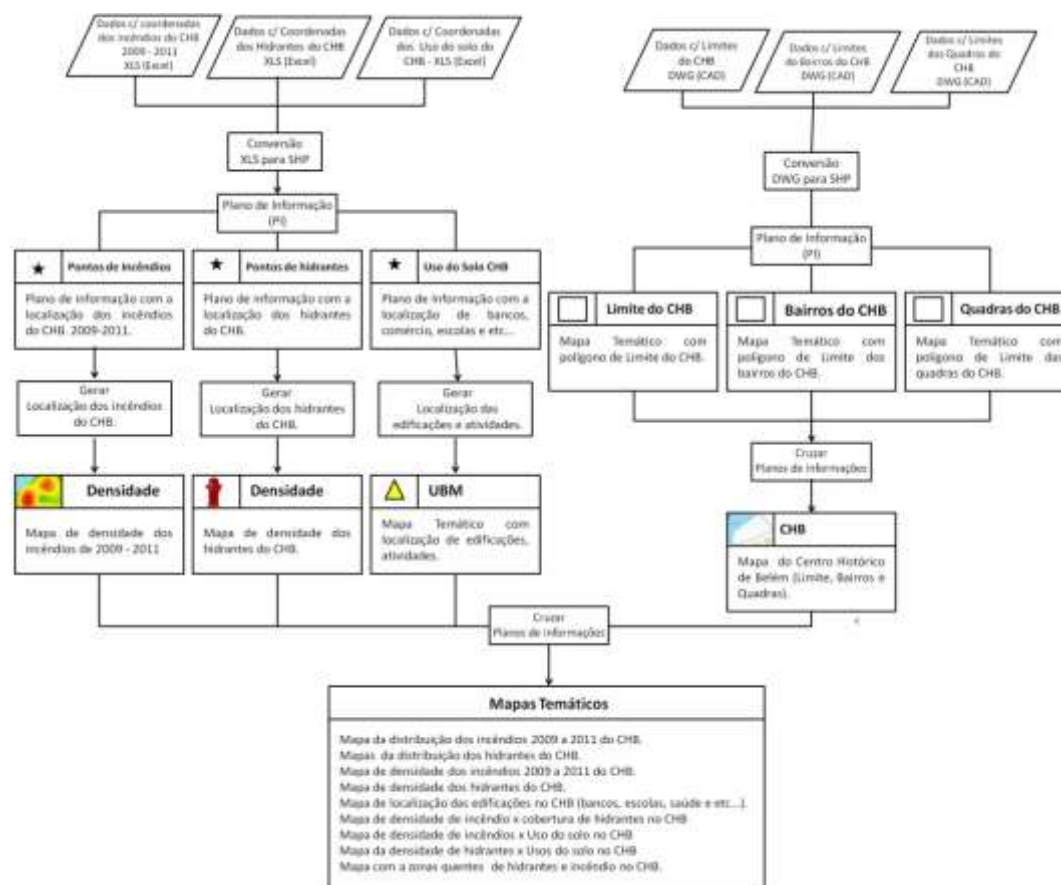 Dados c/ coordenadas
dos incêndios do CHB
2009 - 2011
XLS (Excel)
Dados c/ Coordenadas
dos Hidrantes do CHB
XLS (Excel)
Dados c/ Coordenadas
dos Uso do solo do
CHB - XLS (Excel)
Dados c/ Limites
do CHB
DWG (CAD)
Dados c/ Limites
do Bairros do CHB
DWG (CAD)
Dados c/ Limites
das Quadras do
CHB
DWG (CAD)
Conversão
XLS para SHP
Conversão
DWG para SHP
Plano de Informação
(PI)
Plano de Informação
(PI)
Pontos de Incêndios
Plano de informação com a
localização dos incêndios
do CHB. 2009-2011.
Pontos de hidrantes
Plano de informação com a
localização dos hidrantes
do CHB.
Uso do Solo CHB
Plano de Informação com a
localização de bancos,
comércio, escolas e etc...
Limite do CHB
Mapa Temático com
polígono de Limite do CHB.
Bairros do CHB
Mapa Temático com
polígono de Limite dos
bairros do CHB.
Quadras do CHB
Mapa Temático com
polígono de Limite das
quadras do CHB.
Gerar
Localização dos incêndios
do CHB.
Gerar
Localização dos hidrantes
do CHB.
Gerar
Localização das
edificações e atividades.
Cruzar
Planos de informações
Densidade
Mapa de densidade dos
incêndios de 2009 - 2011
Densidade
Mapa de densidade dos
hidrantes do CHB.
UBM
Mapa Temático com
localização de edificações,
atividades.
CHB
Mapa do Centro Histórico
de Belém (Limite, Bairros e
Quadras).
Cruzar
Planos de informações
Mapas Temáticos
Mapa da distribuição dos incêndios 2009 a 2011 do CHB.
Mapas da distribuição dos hidrantes do CHB.
Mapa de densidade dos incêndios 2009 a 2011 do CHB.
Mapa de densidade dos hidrantes do CHB.
Mapa de localização das edificações no CHB (bancos, escolas, saúde e etc...).
Mapa de densidade de incêndio x cobertura de hidrantes no CHB
Mapa de densidade de incêndios x Uso do solo no CHB
Mapa da densidade de hidrantes x Usos do solo no CHB
Mapa com a zonas quentes de hidrantes e incêndio no CHB.